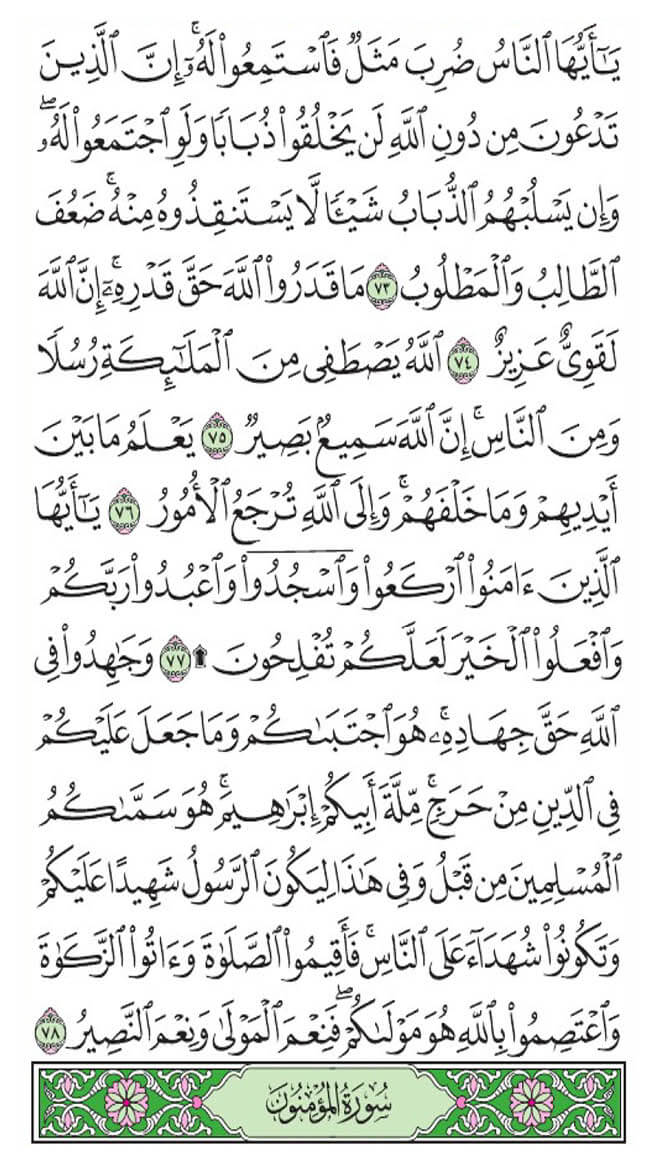 يَـٰٓأَيُّهَا ٱلنَّاسُ ضُرِبَ مَثَلٌ فَٱسْتَمِعُوا۟ لَهُۥٓ ۚ إِنَّ ٱلَّذِينَ
تَدْعُونَ مِن دُونِ ٱللَّهِ لَن يَخْلُقُوا۟ ذُبَابًا وَلَوِ ٱجْتَمَعُوا۟ لَهُۥ ۖ
وَإِن يَسْلُبْهُمُ ٱلذُّبَابُ شَيْـًٔا لَّا يَسْتَنقِذُوهُ مِنْهُ ۚ ضَعُفَ
ٱلطَّالِبُ وَٱلْمَطْلُوبُ ٧٣ مَا قَدَرُوا۟ ٱللَّهَ حَقَّ قَدْرِهِۦٓ ۚ إِنَّ ٱللَّهَ
لَقَوِىٌّ عَزِيزٌ ٧٤ ٱللَّهُ يَصْطَفِى مِنَ ٱلْمَلَـٰٓئِكَةِ رُسُلًا
وَمِنَ ٱلنَّاسِ ۚ إِنَّ ٱللَّهَ سَمِيعٌۢ بَصِيرٌ ٧٥ يَعْلَمُ مَا بَيْنَ
أَيْدِيهِمْ وَمَا خَلْفَهُمْ ۗ وَإِلَى ٱللَّهِ تُرْجَعُ ٱلْأُمُورُ ٧٦ يَـٰٓأَيُّهَا
ٱلَّذِينَ ءَامَنُوا۟ ٱرْكَعُوا۟ وَٱسْجُدُوا۟ وَٱعْبُدُوا۟ رَبَّكُمْ
وَٱفْعَلُوا۟ ٱلْخَيْرَ لَعَلَّكُمْ تُفْلِحُونَ ۩ ٧٧ وَجَـٰهِدُوا۟ فِى
ٱللَّهِ حَقَّ جِهَادِهِۦ ۚ هُوَ ٱجْتَبَىٰكُمْ وَمَا جَعَلَ عَلَيْكُمْ
فِى ٱلدِّينِ مِنْ حَرَجٍ ۚ مِّلَّةَ أَبِيكُمْ إِبْرَٰهِيمَ ۚ هُوَ سَمَّىٰكُمُ
ٱلْمُسْلِمِينَ مِن قَبْلُ وَفِى هَـٰذَا لِيَكُونَ ٱلرَّسُولُ شَهِيدًا عَلَيْكُمْ
وَتَكُونُوا۟ شُهَدَآءَ عَلَى ٱلنَّاسِ ۚ فَأَقِيمُوا۟ ٱلصَّلَوٰةَ وَءَاتُوا۟ ٱلزَّكَوٰةَ
وَٱعْتَصِمُوا۟ بِٱللَّهِ هُوَ مَوْلَىٰكُمْ ۖ فَنِعْمَ ٱلْمَوْلَىٰ وَنِعْمَ ٱلنَّصِيرُ ٧٨
سُورَةُ المُؤْمِنُونَ